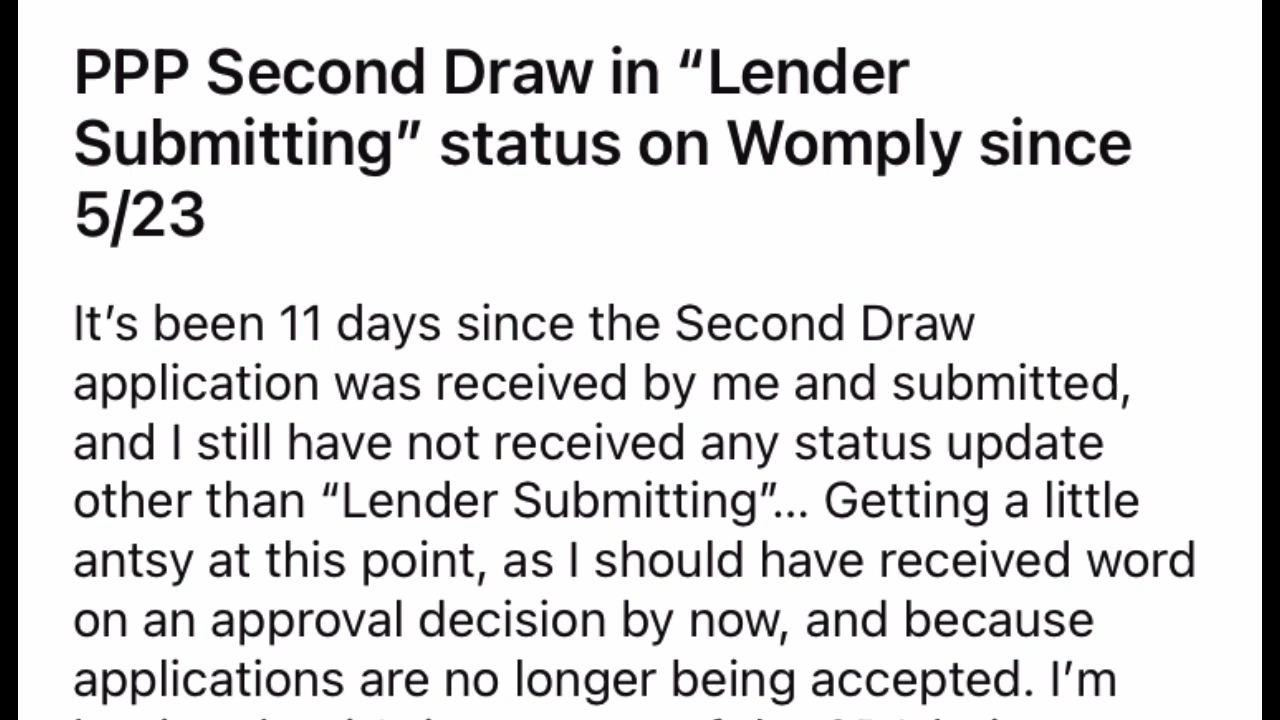 PPP Second Draw in “Lender
Submitting” status on Womply since
5/23
It’s been 11 days since the Second Draw
application was received by me and submitted,
and I still have not received any status update
other than “Lender Submitting”... Getting a little
antsy at this point, as I should have received word
on an approval decision by now, and because
applications are no longer being accepted. I’m